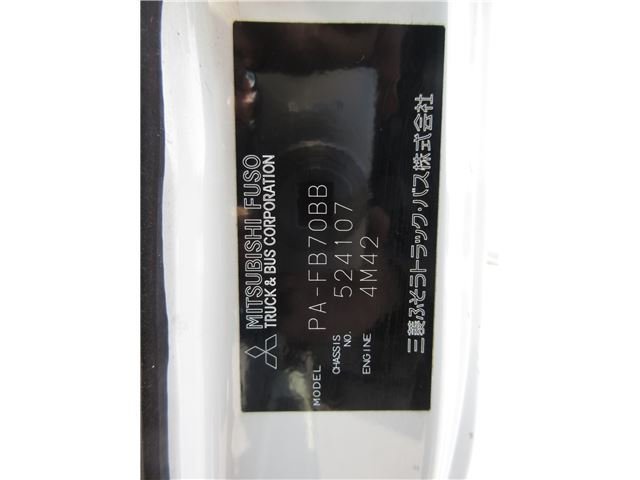 MITSUBISHI FUSO
TRUCK & BUS CORPORATION
MODEL PA-FB70BB
CHASSIS NO. 524107
ENGINE 4M42
三菱ふそうトラック・バス株式会社